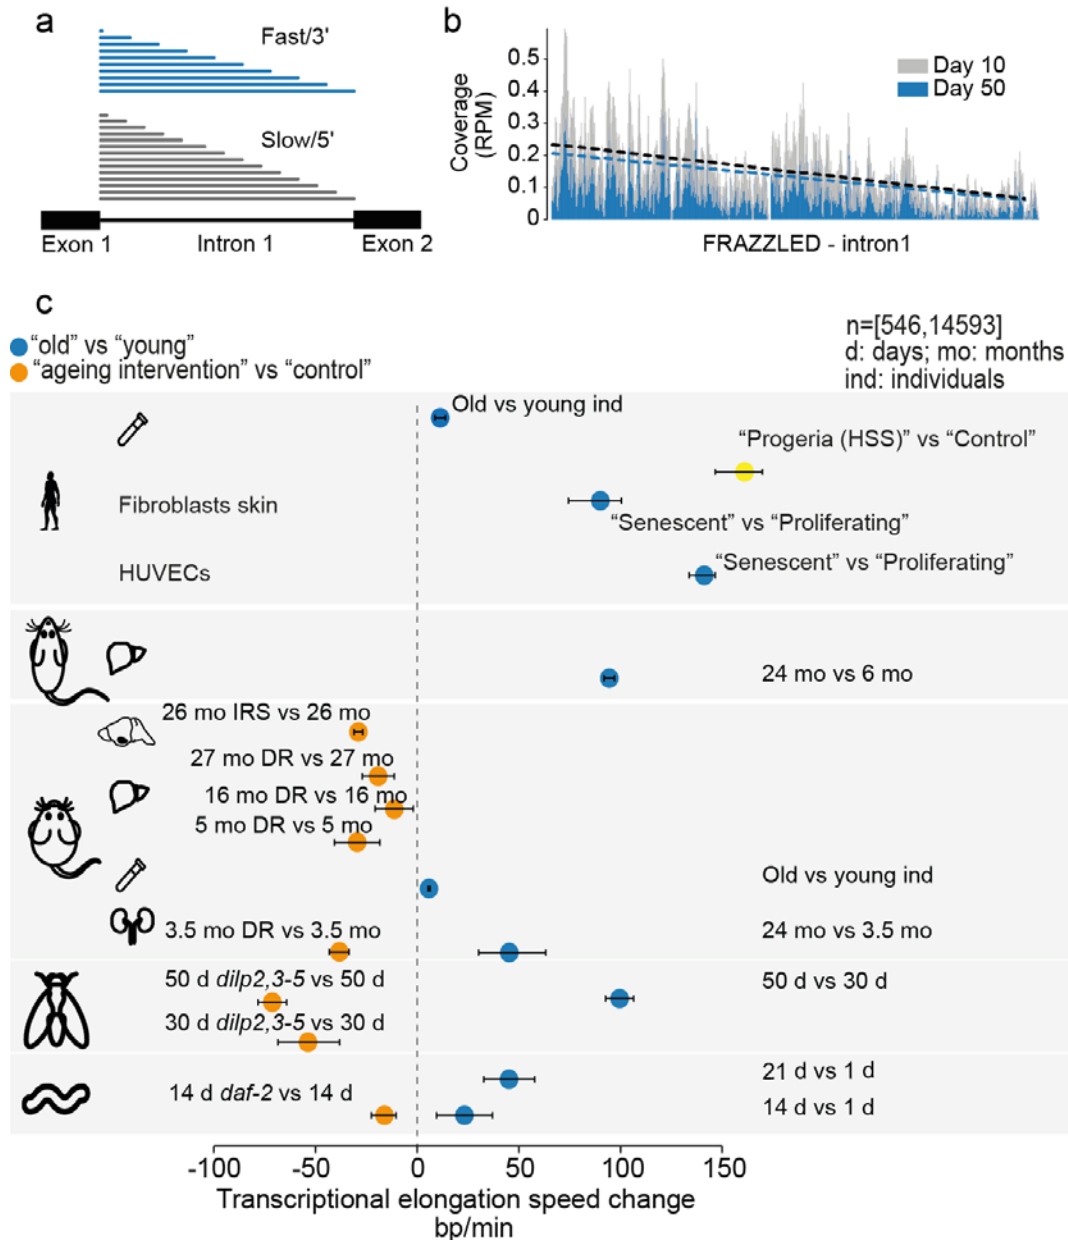 a
Fast/3'
Slow/5'
Exon 1
Intron 1
Exon 2
b
Coverage
(RPM)
0.5
0.4
0.3
0.2
0.1
0
Day 10
Day 50
FRAZZLED - intron1
c
“old” vs “young”
“ageing intervention” vs “control”
n=[546,14593]
d: days; mo: months
ind: individuals
Old vs young ind
“Progeria (HSS)” vs “Control”
Fibroblasts skin
“Senescent” vs “Proliferating”
HUVECs
“Senescent” vs “Proliferating”
24 mo vs 6 mo
26 mo IRS vs 26 mo
27 mo DR vs 27 mo
16 mo DR vs 16 mo
5 mo DR vs 5 mo
Old vs young ind
3.5 mo DR vs 3.5 mo
24 mo vs 3.5 mo
50 d dilp2,3-5 vs 50 d
50 d vs 30 d
30 d dilp2,3-5 vs 30 d
21 d vs 1 d
14 d daf-2 vs 14 d
14 d vs 1 d
-100 -50 0 50 100 150
Transcriptional elongation speed change
bp/min